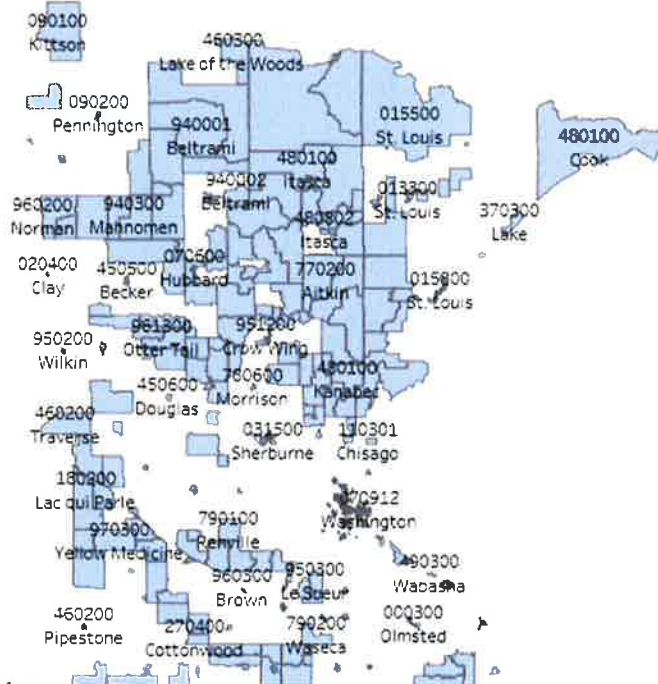 090100
Kittson
460300
Lake of the Woods
090200
Pennington
940001
Beltrami
015500
St. Louis
480100
Cook
480100
Itasca
940002
Beltrami
013300
St. Louis
960200
Norman
940300
Mahnomen
480802
Itasca
370300
Lake
020400
Clay
450500
Becker
070600
Hubbard
770200
Aitkin
015800
St. Louis
950200
Wilkin
961300
Otter Tail
951200
Crow Wing
450600
Douglas
780600
Morrison
480100
Kanabec
460200
Traverse
031500
Sherburne
110301
Chisago
180200
Lac qui Parle
070912
Washington
970300
Yellow Medicine
790100
Renville
960300
Brown
950300
Le Sueur
490300
Wabasha
460200
Pipestone
270400
Cottonwood
790200
Waseca
000300
Olmsted